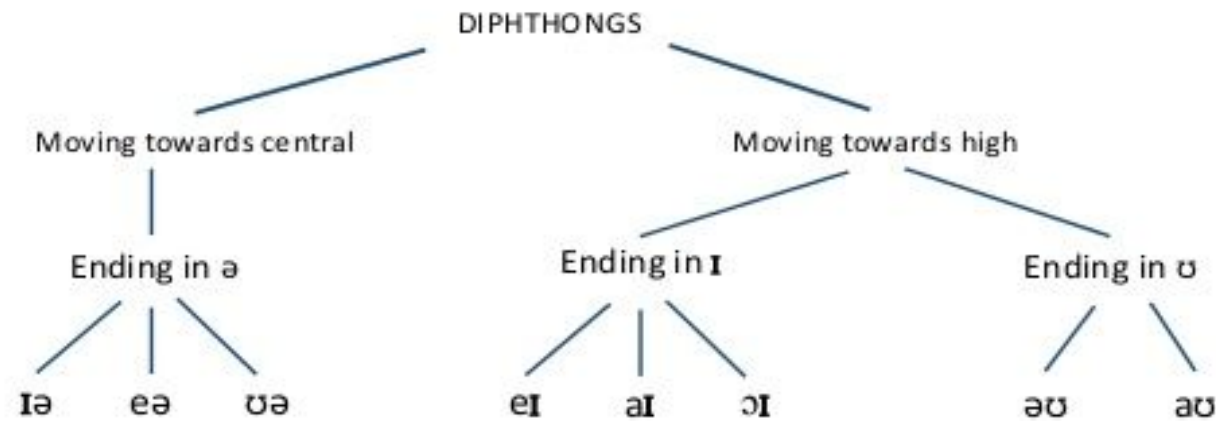 DIPHTHONGS
Moving towards central
Moving towards high
Ending in ə
Ending in ɪ
Ending in ʊ
ɪə eə ʊə eɪ aɪ ɔɪ əʊ aʊ